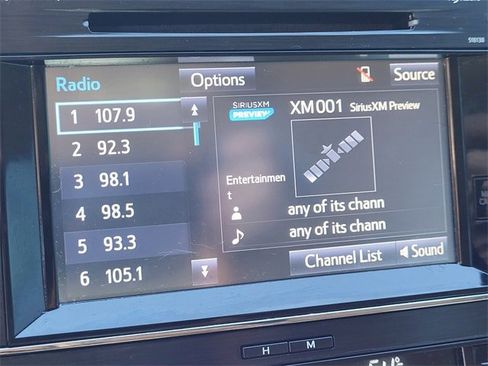 518138
Radio
Options
Source
1 107.9
2 92.3
3 98.1
4 98.5
5 93.3
6 105.1
SIRIUSXM
PREVIEW
XM001 SiriusXM Preview
Entertainmen
t
any of its chann
any of its chann
Channel List
Sound
H M